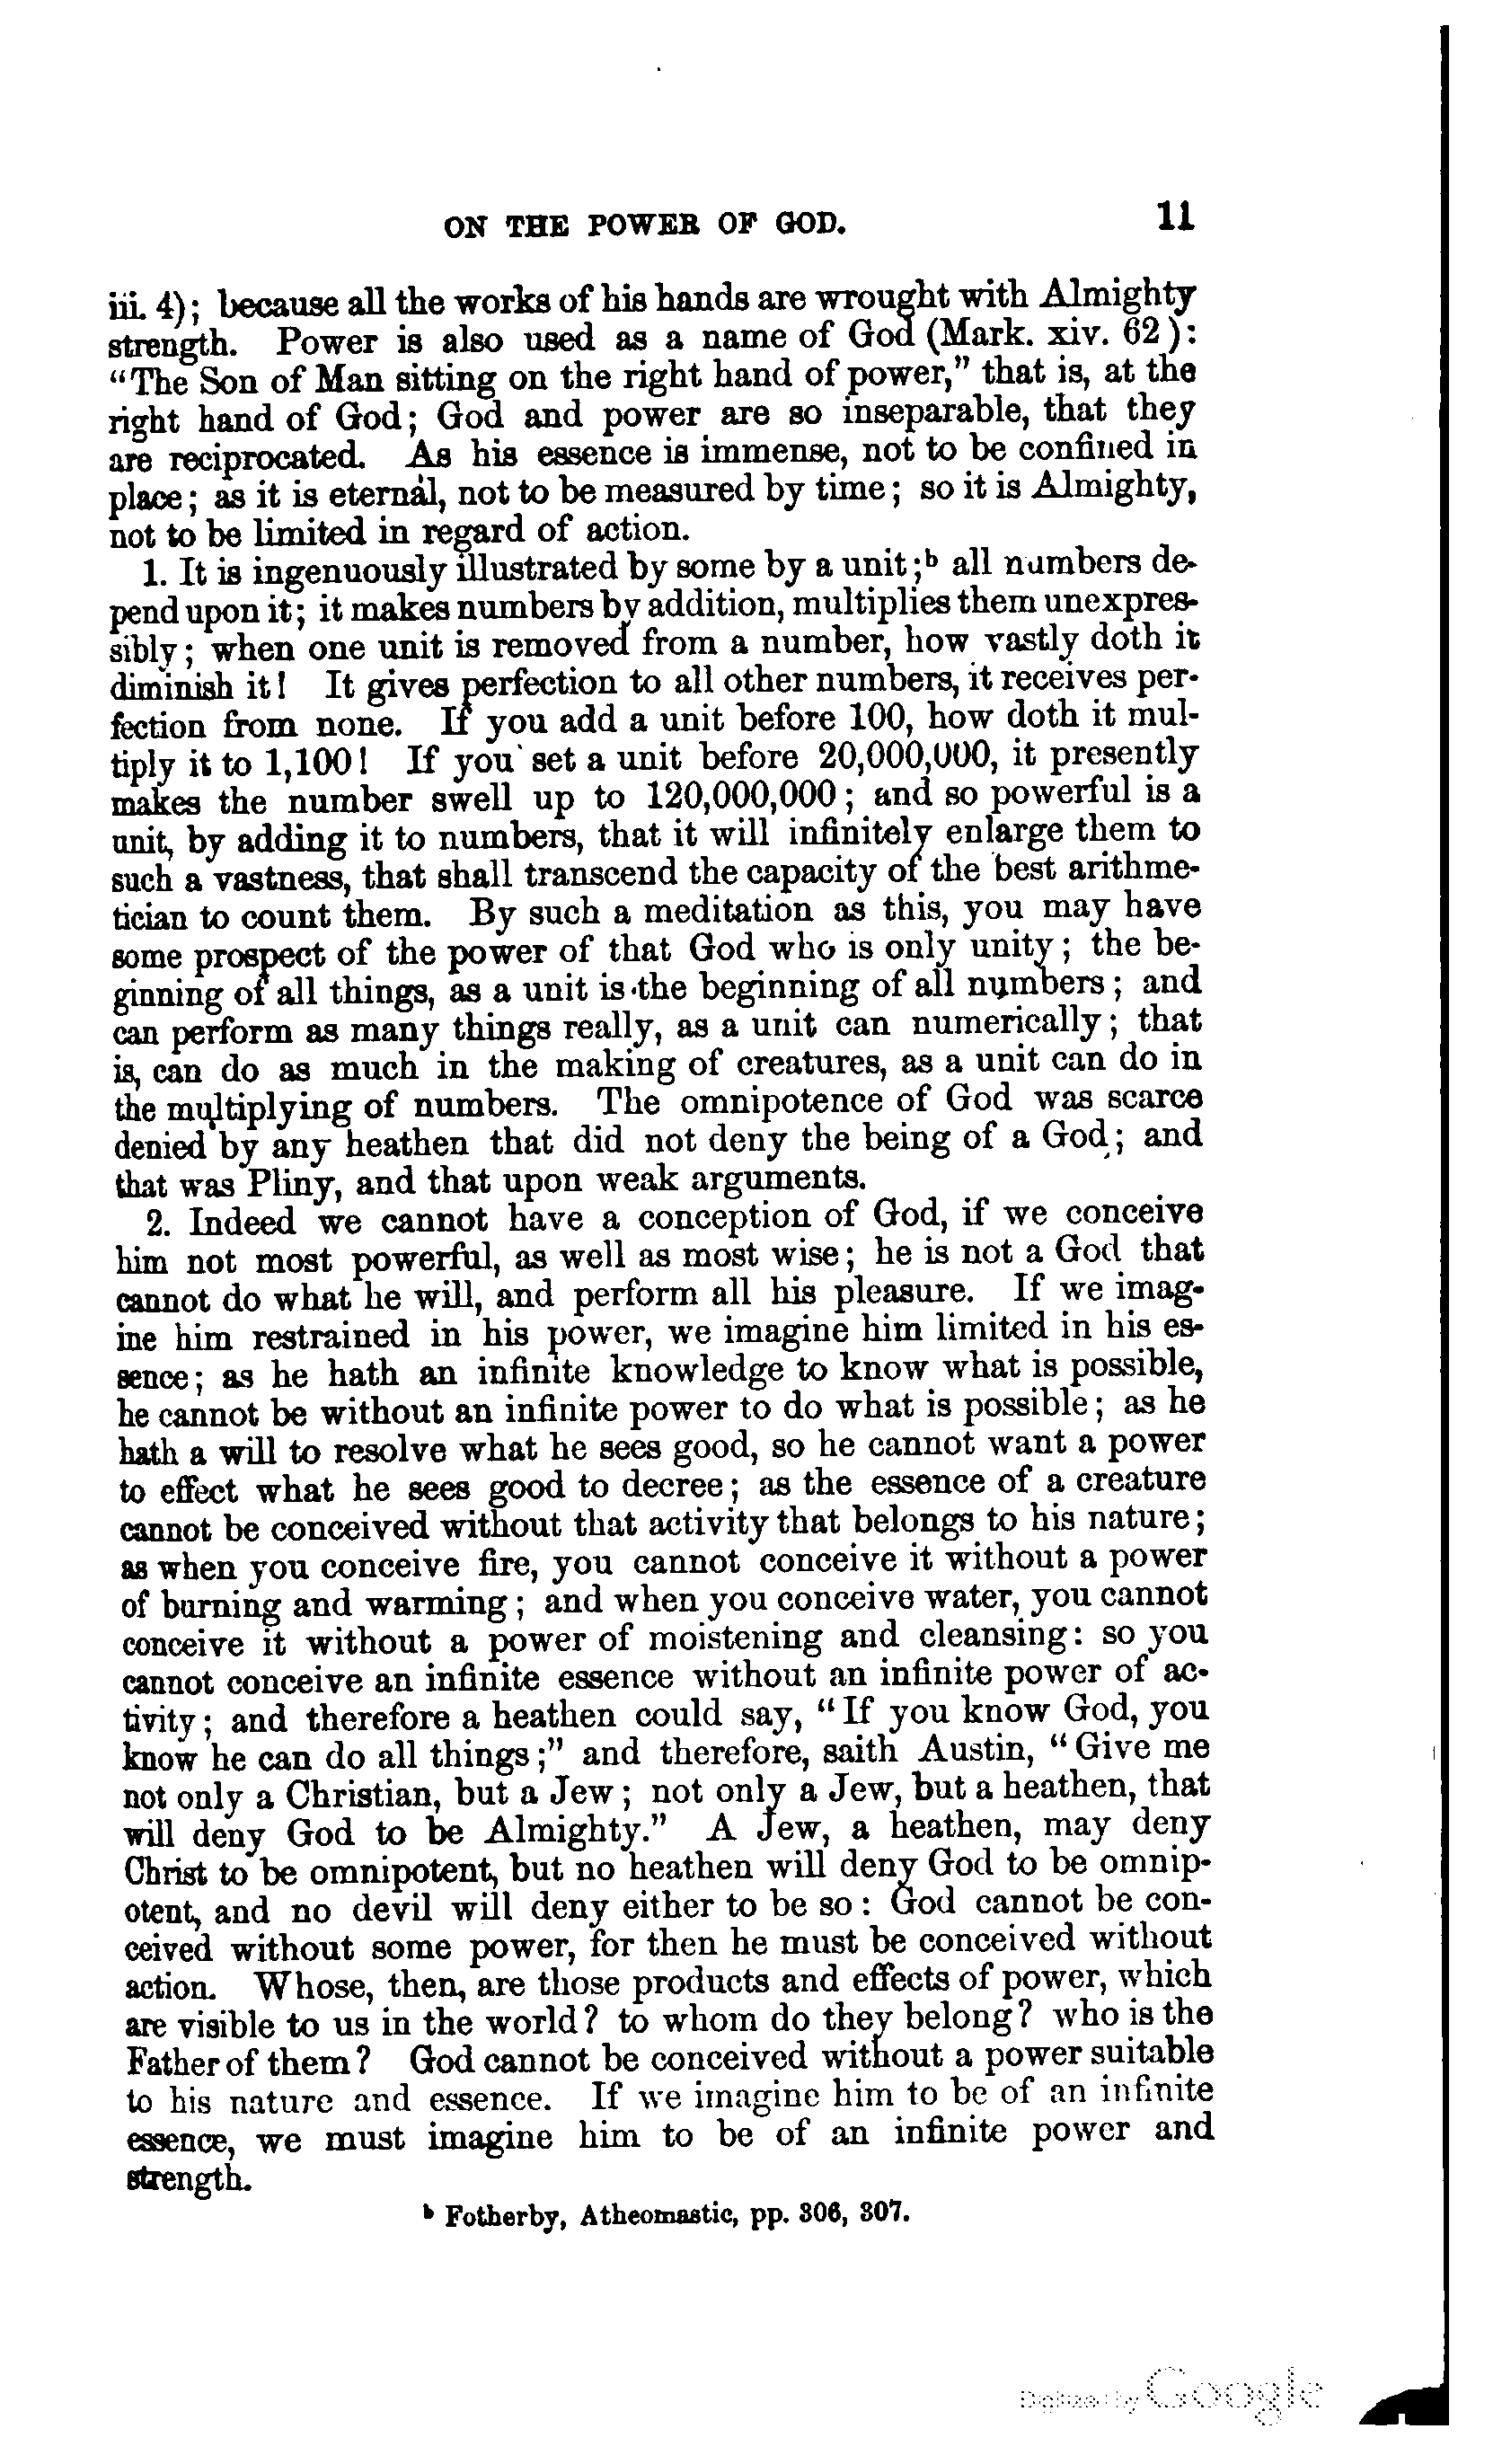 ON THE POWER OF GOD. 11
iii. 4); because all the works of his hands are wrought with Almighty
strength. Power is also used as a name of God (Mark. xiv. 62):
“The Son of Man sitting on the right hand of power,” that is, at the
right hand of God; God and power are so inseparable, that they
are reciprocated. As his essence is immense, not to be confined in
place; as it is eternal, not to be measured by time; so it is Almighty,
not to be limited in regard of action.
1. It is ingenuously illustrated by some by a unit;ᵇ all numbers de-
pend upon it; it makes numbers by addition, multiplies them unexpres-
sibly; when one unit is removed from a number, how vastly doth it
diminish it! It gives perfection to all other numbers, it receives per-
fection from none. If you add a unit before 100, how doth it mul-
tiply it to 1,100! If you set a unit before 20,000,000, it presently
makes the number swell up to 120,000,000; and so powerful is a
unit, by adding it to numbers, that it will infinitely enlarge them to
such a vastness, that shall transcend the capacity of the best arithme-
tician to count them. By such a meditation as this, you may have
some prospect of the power of that God who is only unity; the be-
ginning of all things, as a unit is the beginning of all numbers; and
can perform as many things really, as a unit can numerically; that
is, can do as much in the making of creatures, as a unit can do in
the multiplying of numbers. The omnipotence of God was scarce
denied by any heathen that did not deny the being of a God; and
that was Pliny, and that upon weak arguments.
2. Indeed we cannot have a conception of God, if we conceive
him not most powerful, as well as most wise; he is not a God that
cannot do what he will, and perform all his pleasure. If we imag-
ine him restrained in his power, we imagine him limited in his es-
sence; as he hath an infinite knowledge to know what is possible,
he cannot be without an infinite power to do what is possible; as he
hath a will to resolve what he sees good, so he cannot want a power
to effect what he sees good to decree; as the essence of a creature
cannot be conceived without that activity that belongs to his nature;
as when you conceive fire, you cannot conceive it without a power
of burning and warming; and when you conceive water, you cannot
conceive it without a power of moistening and cleansing: so you
cannot conceive an infinite essence without an infinite power of ac-
tivity; and therefore a heathen could say, “If you know God, you
know he can do all things;” and therefore, saith Austin, “Give me
not only a Christian, but a Jew; not only a Jew, but a heathen, that
will deny God to be Almighty.” A Jew, a heathen, may deny
Christ to be omnipotent, but no heathen will deny God to be omnip-
otent, and no devil will deny either to be so: God cannot be con-
ceived without some power, for then he must be conceived without
action. Whose, then, are those products and effects of power, which
are visible to us in the world? to whom do they belong? who is the
Father of them? God cannot be conceived without a power suitable
to his nature and essence. If we imagine him to be of an infinite
essence, we must imagine him to be of an infinite power and
strength.
ᵇ Fotherby, Atheomastic, pp. 306, 307.
Digitized by Google